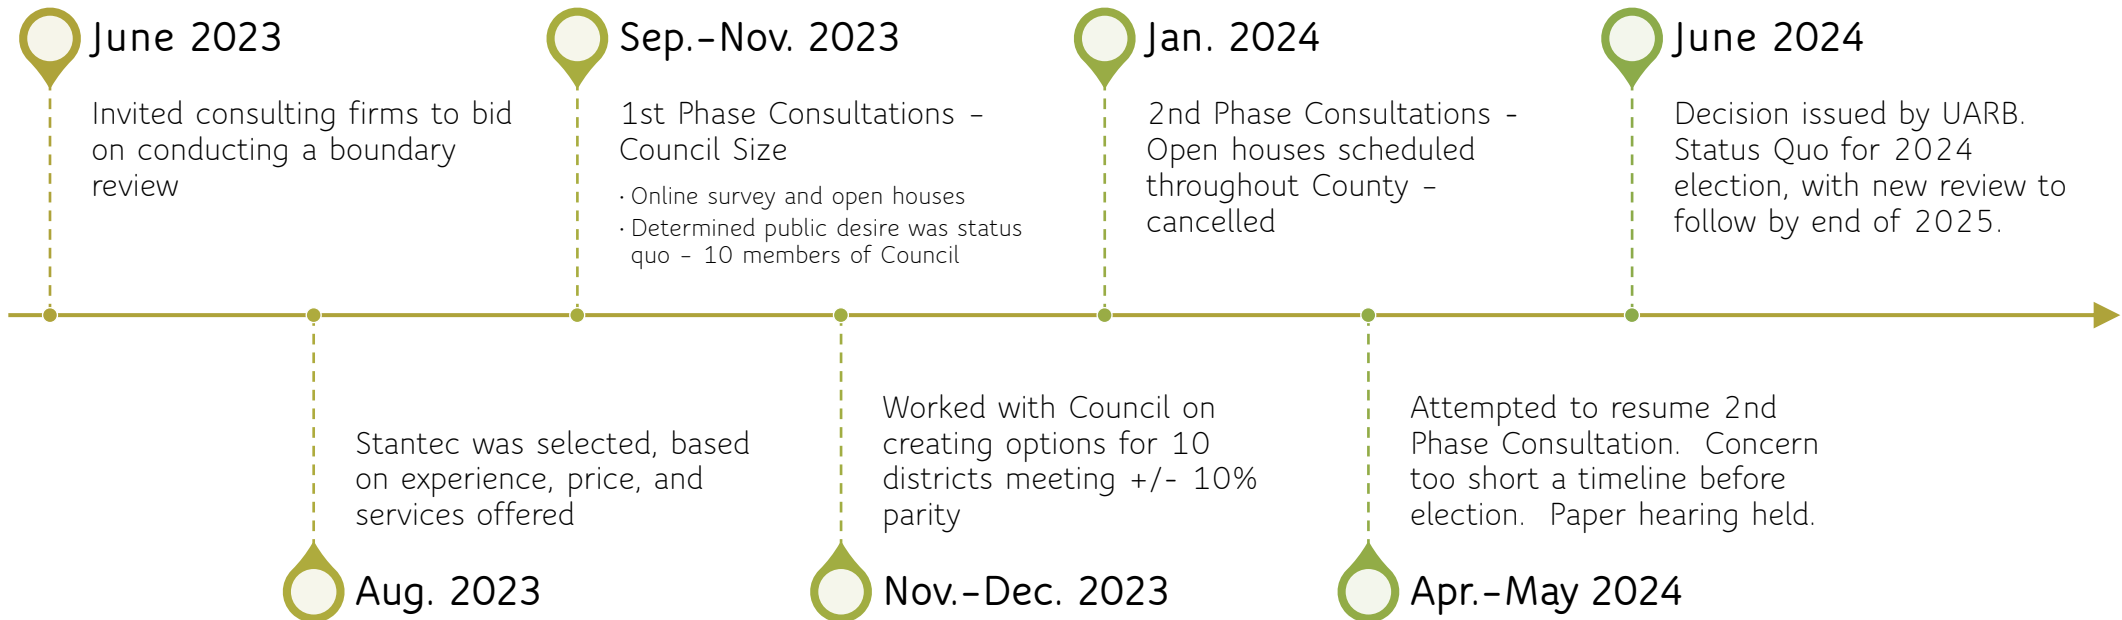 June 2023
Invited consulting firms to bid
on conducting a boundary
review
Aug. 2023
Stantec was selected, based
on experience, price, and
services offered
Sep.–Nov. 2023
1st Phase Consultations –
Council Size
· Online survey and open houses
· Determined public desire was status
quo – 10 members of Council
Nov.–Dec. 2023
Worked with Council on
creating options for 10
districts meeting +/- 10%
parity
Jan. 2024
2nd Phase Consultations -
Open houses scheduled
throughout County –
cancelled
Apr.–May 2024
Attempted to resume 2nd
Phase Consultation.  Concern
too short a timeline before
election.  Paper hearing held.
June 2024
Decision issued by UARB.
Status Quo for 2024
election, with new review to
follow by end of 2025.